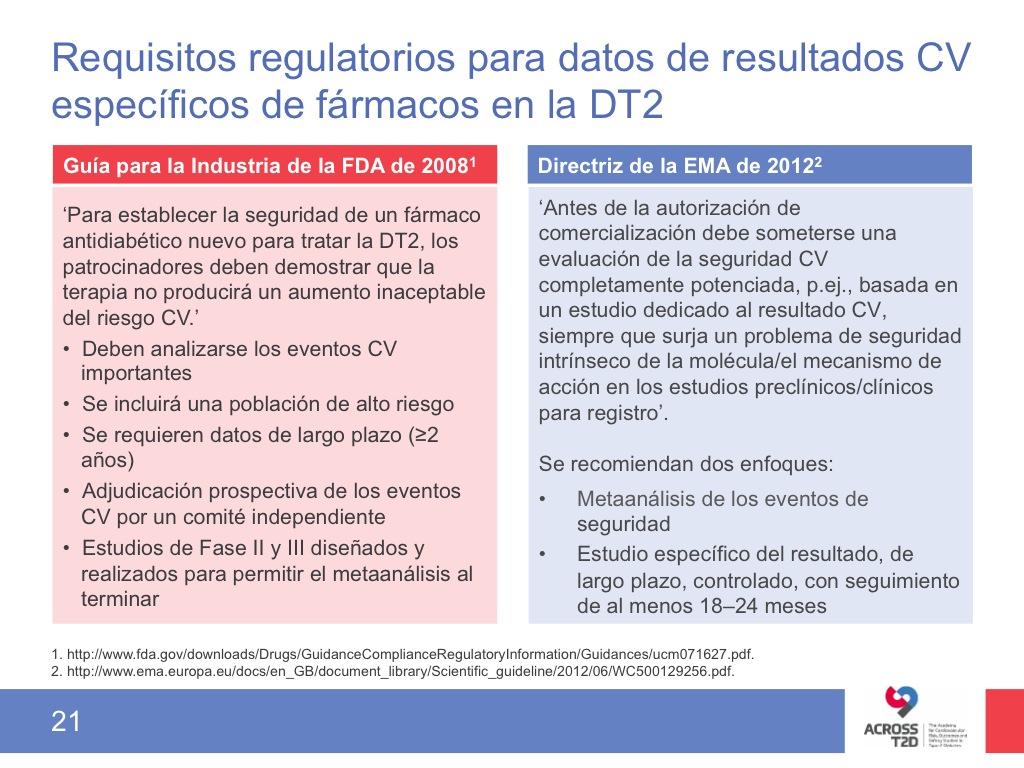 Requisitos regulatorios para datos de resultados CV
específicos de fármacos en la DT2
Guía para la Industria de la FDA de 2008¹
‘Para establecer la seguridad de un fármaco
antidiabético nuevo para tratar la DT2, los
patrocinadores deben demostrar que la
terapia no producirá un aumento inaceptable
del riesgo CV.’
• Deben analizarse los eventos CV
importantes
• Se incluirá una población de alto riesgo
• Se requieren datos de largo plazo (≥2
años)
• Adjudicación prospectiva de los eventos
CV por un comité independiente
• Estudios de Fase II y III diseñados y
realizados para permitir el metaanálisis al
terminar
Directriz de la EMA de 2012²
‘Antes de la autorización de
comercialización debe someterse una
evaluación de la seguridad CV
completamente potenciada, p.ej., basada en
un estudio dedicado al resultado CV,
siempre que surja un problema de seguridad
intrínseco de la molécula/el mecanismo de
acción en los estudios preclínicos/clínicos
para registro’.
Se recomiendan dos enfoques:
• Metaanálisis de los eventos de
seguridad
• Estudio específico del resultado, de
largo plazo, controlado, con seguimiento
de al menos 18–24 meses
1. http://www.fda.gov/downloads/Drugs/GuidanceComplianceRegulatoryInformation/Guidances/ucm071627.pdf.
2. http://www.ema.europa.eu/docs/en_GB/document_library/Scientific_guideline/2012/06/WC500129256.pdf.
21
ACROSS
T2D
The Academy
for Cardiovascular
Risk, Outcomes and
Safety Studies in
Type 2 Diabetes